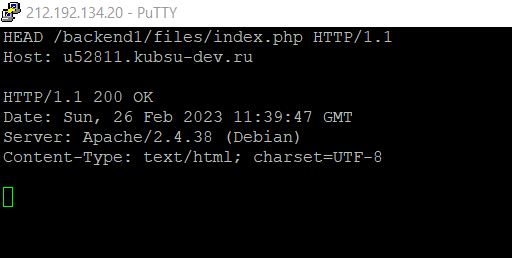 212.192.134.20 - PuTTY
HEAD /backend1/files/index.php HTTP/1.1
Host: u52811.kubsu-dev.ru
HTTP/1.1 200 OK
Date: Sun, 26 Feb 2023 11:39:47 GMT
Server: Apache/2.4.38 (Debian)
Content-Type: text/html; charset=UTF-8